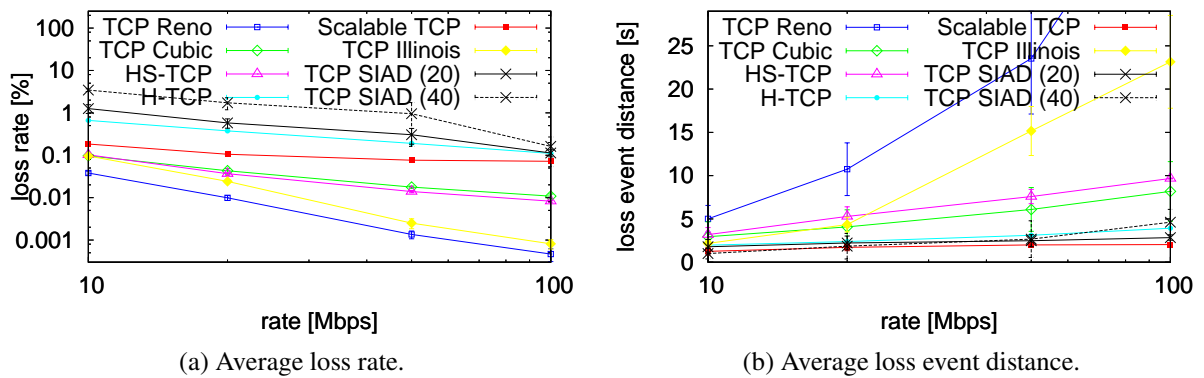 TCP Reno
TCP Cubic
HS-TCP
H-TCP
Scalable TCP
TCP Illinois
TCP SIAD (20)
TCP SIAD (40)
loss rate [%]
100
10
1
0.1
0.01
0.001
10
100
rate [Mbps]
(a) Average loss rate.
TCP Reno
TCP Cubic
HS-TCP
H-TCP
Scalable TCP
TCP Illinois
TCP SIAD (20)
TCP SIAD (40)
loss event distance [s]
25
20
15
10
5
0
10
100
rate [Mbps]
(b) Average loss event distance.